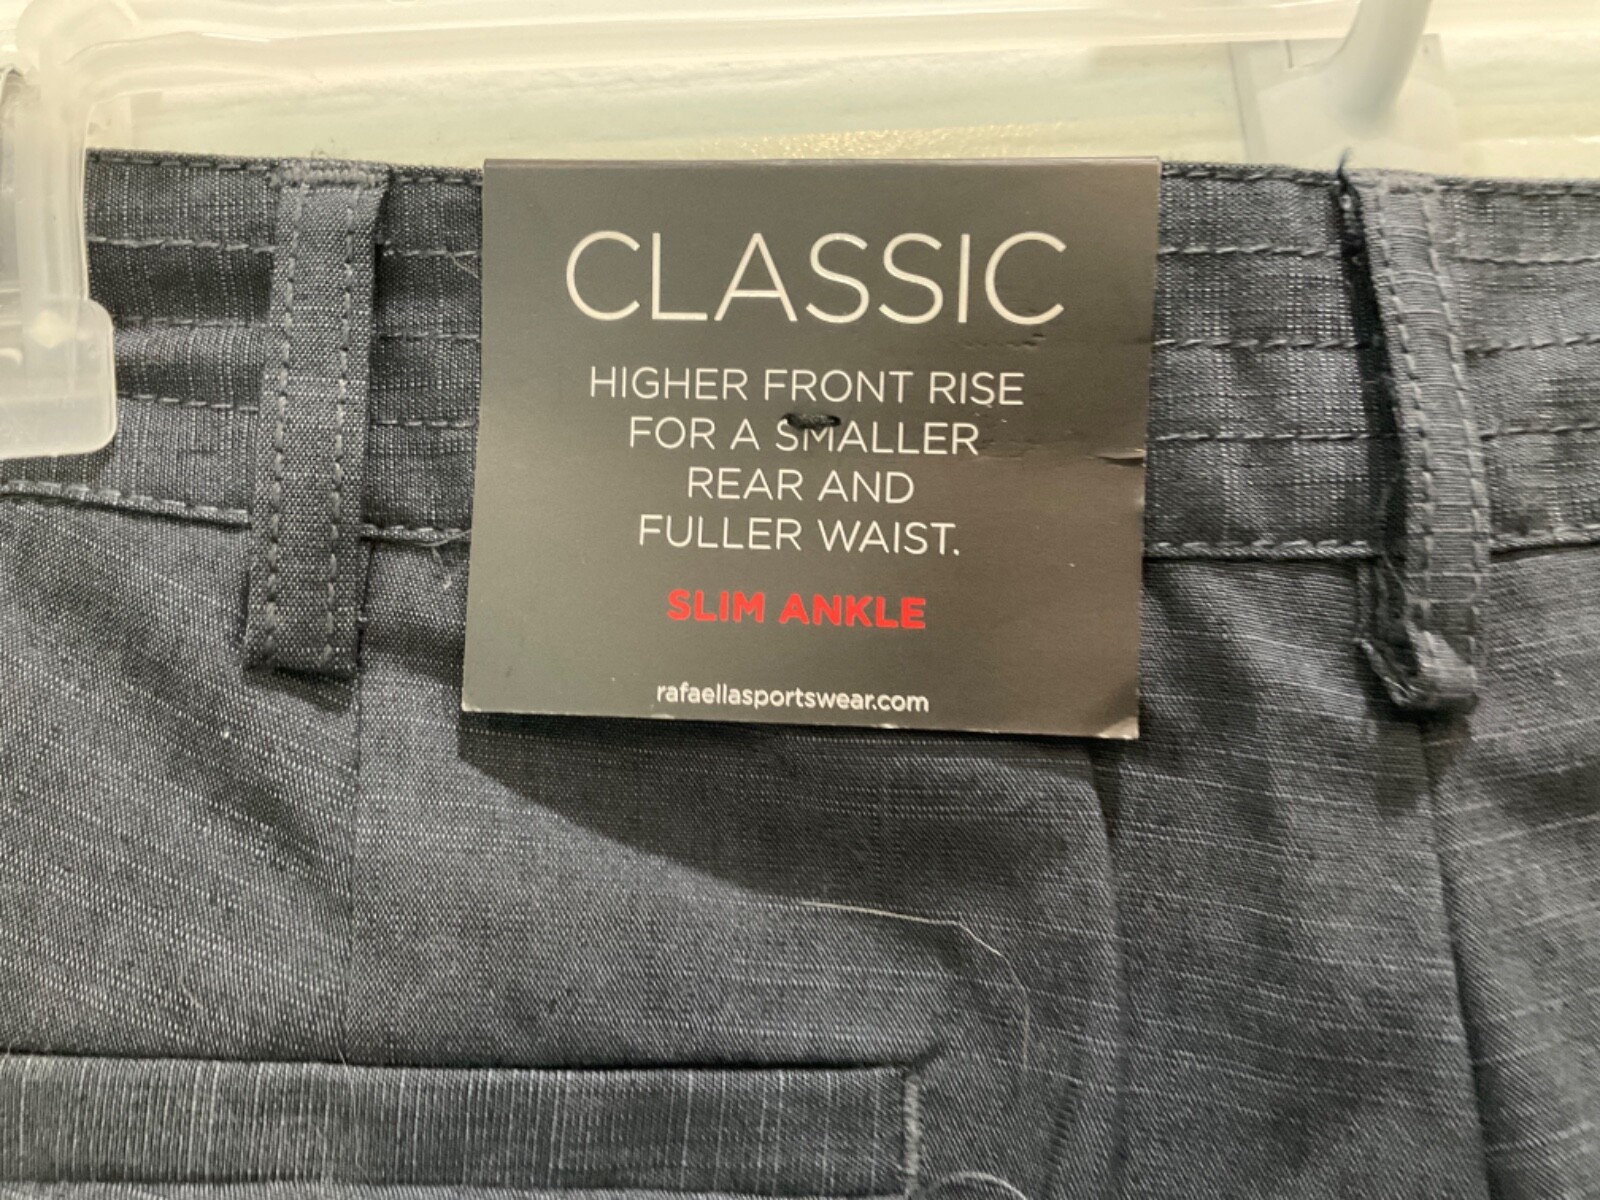 CLASSIC
HIGHER FRONT RISE
FOR A SMALLER
REAR AND
FULLER WAIST.
SLIM ANKLE
rafaellasportswear.com